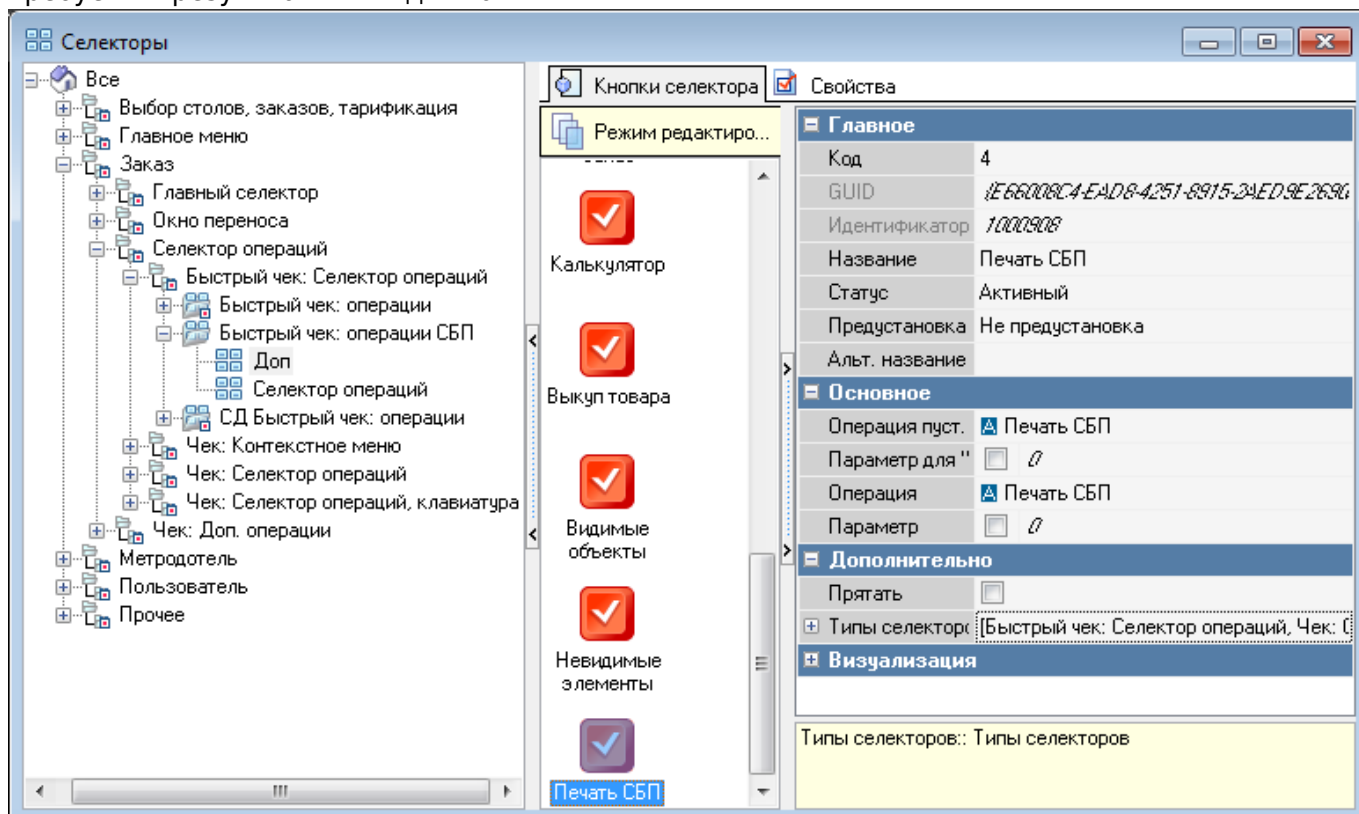 Селекторы
Все
Выбор столов, заказов, тарификация
Главное меню
Заказ
Главный селектор
Окно переноса
Селектор операций
Быстрый чек: Селектор операций
Быстрый чек: операции
Быстрый чек: операции СБП
Доп
Селектор операций
СД Быстрый чек: операции
Чек: Контекстное меню
Чек: Селектор операций
Чек: Селектор операций, клавиатура
Чек: Доп. операции
Метродотель
Пользователь
Прочее
Кнопки селектора
Режим редактиро...
Калькулятор
Выкуп товара
Видимые
объекты
Невидимые
элементы
Печать СБП
Свойства
Главное
Код 4
GUID
Идентификатор 1000908
Название Печать СБП
Статус Активный
Предустановка Не предустановка
Альт. название
Основное
Операция пуст. Печать СБП
Параметр для " 0
Операция Печать СБП
Параметр 0
Дополнительно
Прятать
Типы селекторо [Быстрый чек: Селектор операций, Чек: С
Визуализация
Типы селекторов:: Типы селекторов